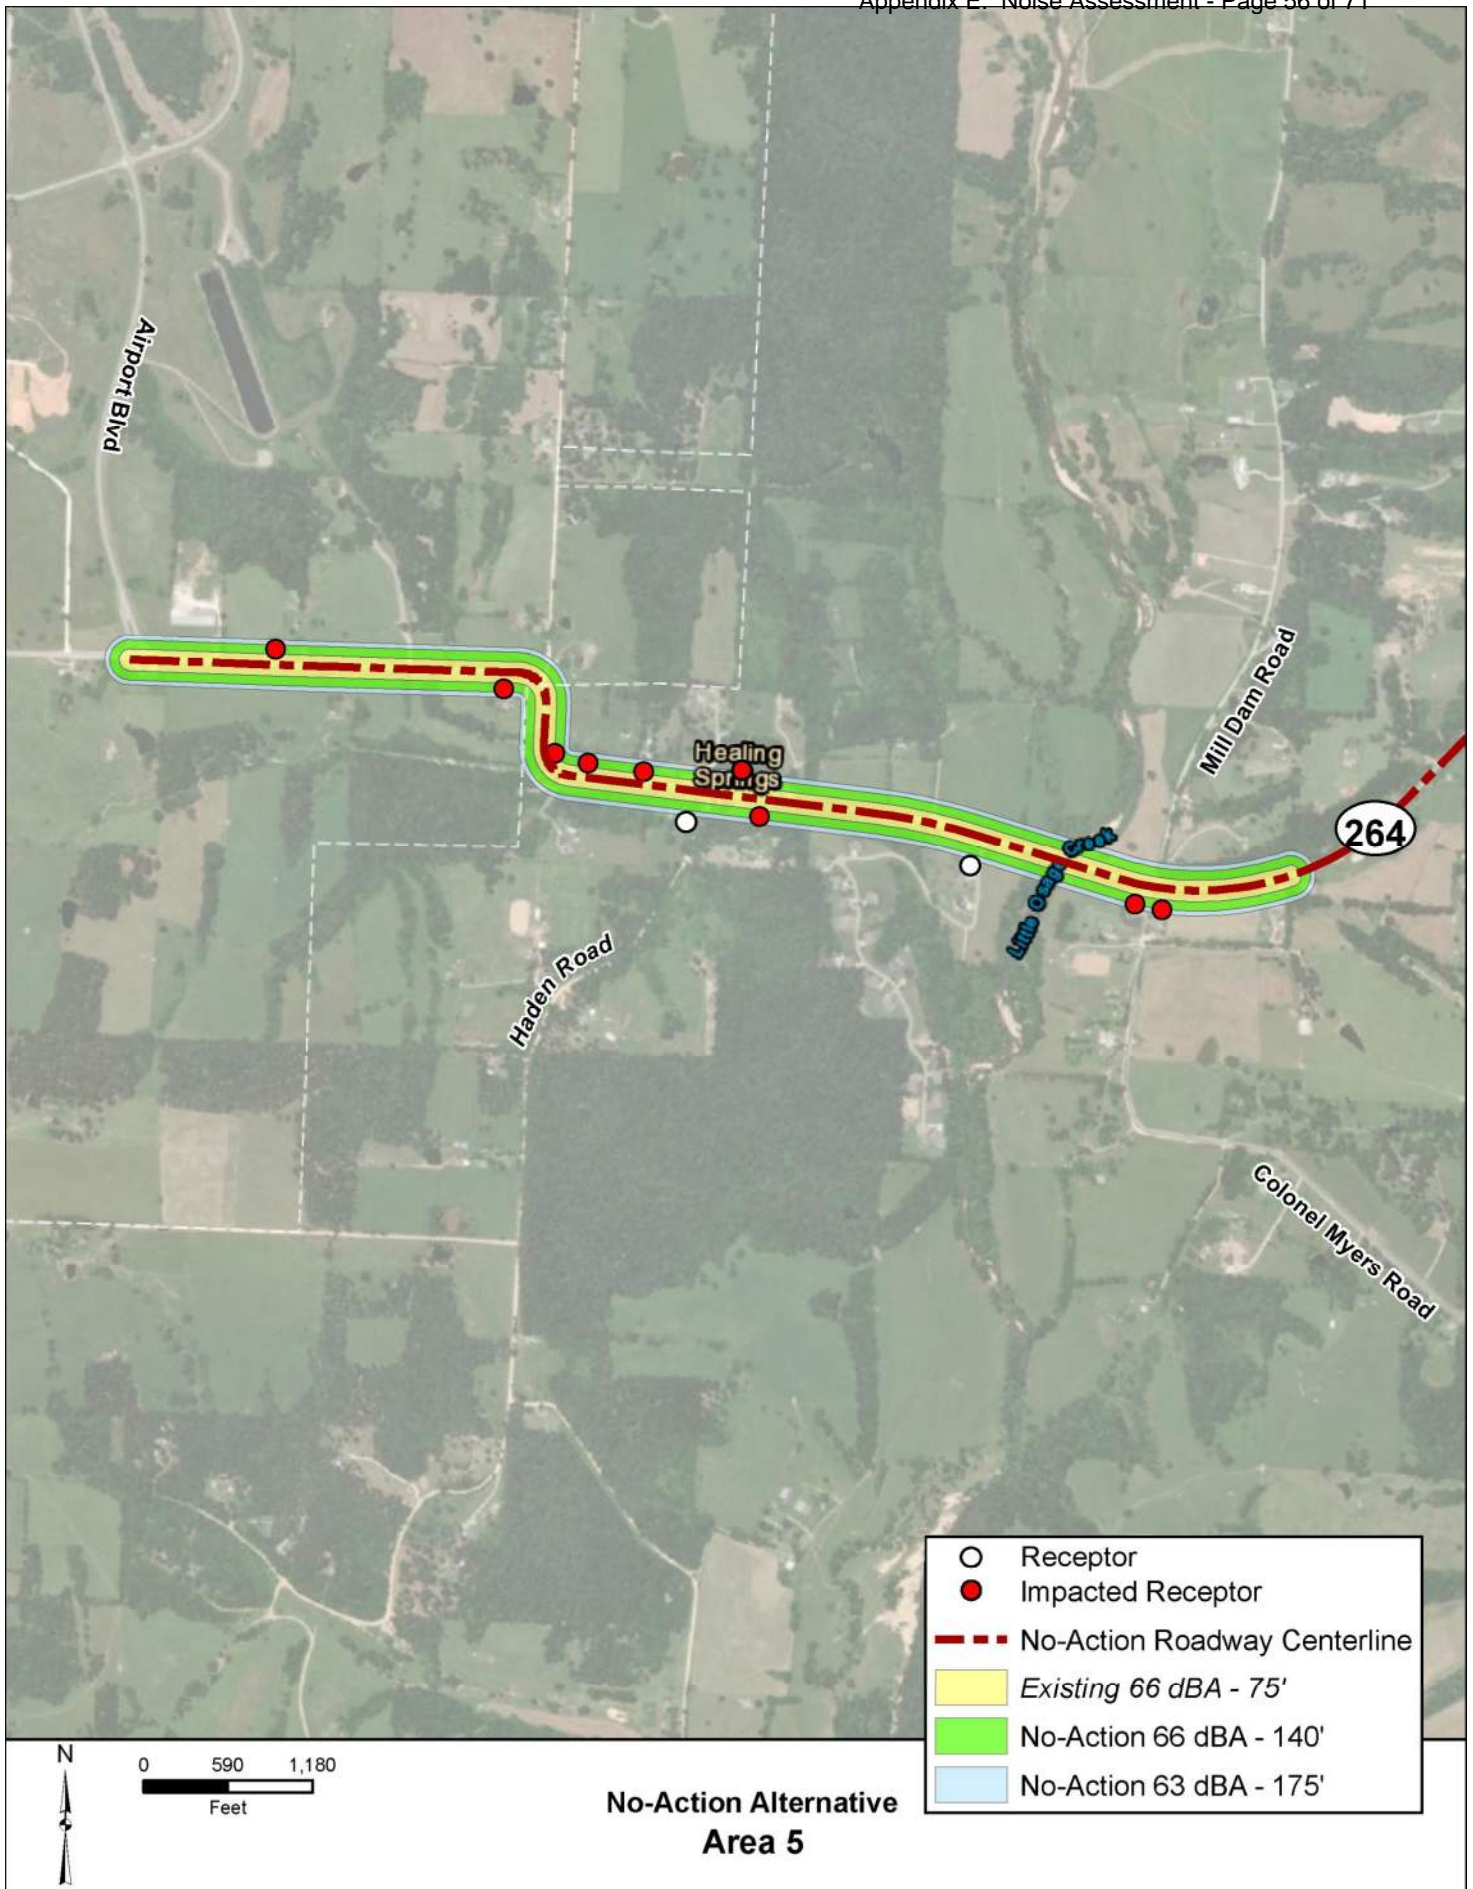 Appendix E: Noise Assessment - Page 56 of 71
Airport Blvd
Mill Dam Road
Healing
Springs
264
Little Osage Creek
Haden Road
Colonel Myers Road
Receptor
Impacted Receptor
No-Action Roadway Centerline
Existing 66 dBA - 75'
No-Action 66 dBA - 140'
No-Action 63 dBA - 175'
N
0 590 1,180
Feet
No-Action Alternative
Area 5